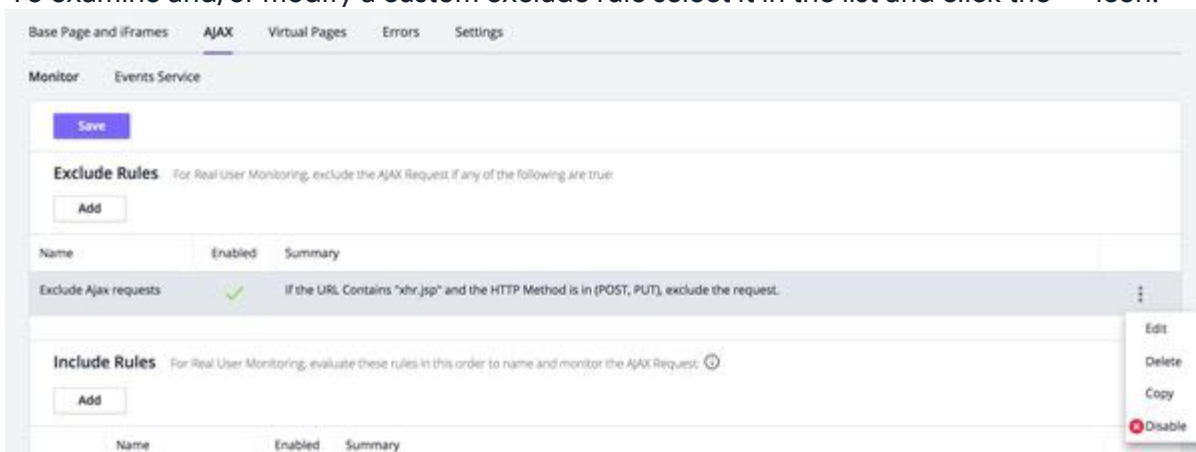 To examine and/or modify a custom exclude rule select it in the list and click the icon.
Base Page and iFrames AJAX Virtual Pages Errors Settings
Monitor Events Service
Save
Exclude Rules For Real User Monitoring, exclude the AJAX Request if any of the following are true:
Add
Name Enabled Summary
Exclude Ajax requests If the URL Contains "xhr.jsp" and the HTTP Method is in (POST, PUT), exclude the request.
Edit
Include Rules For Real User Monitoring, evaluate these rules in this order to name and monitor the AJAX Request:
Delete
Add
Copy
Disable
Name Enabled Summary